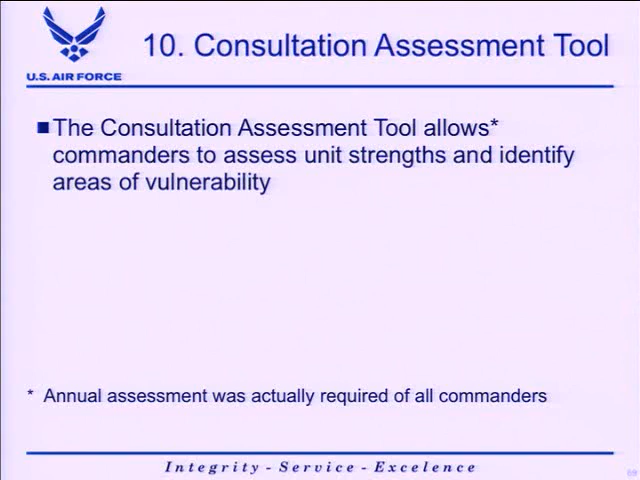 10. Consultation Assessment Tool
U.S. AIR FORCE
The Consultation Assessment Tool allows*
commanders to assess unit strengths and identify
areas of vulnerability
* Annual assessment was actually required of all commanders
Integrity - Service - Excelence